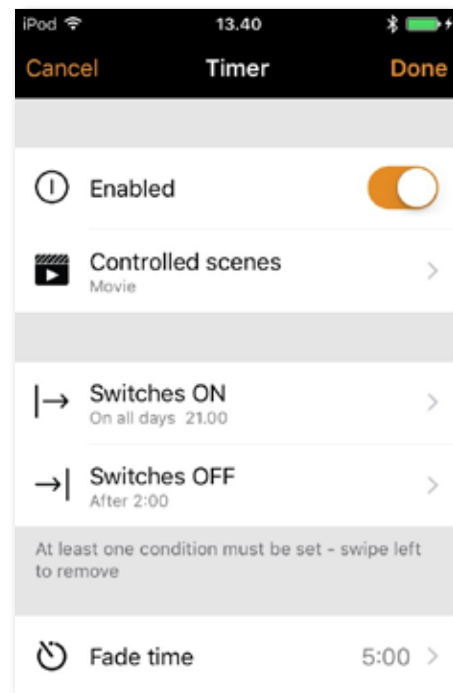 iPod 13.40
Cancel Timer Done
Enabled
Controlled scenes
Movie
Switches ON
On all days 21.00
Switches OFF
After 2:00
At least one condition must be set - swipe left
to remove
Fade time 5:00